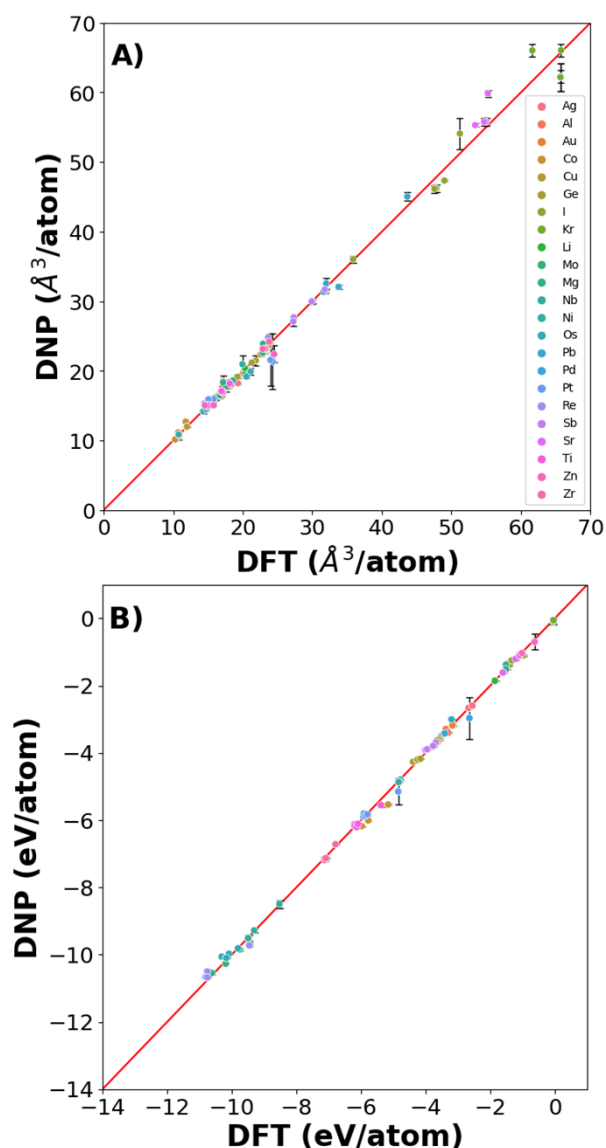 A)
70
60
50
40
30
20
10
0
DNP (Å³/atom)
Ag
Al
Au
Co
Cu
Ge
I
Kr
Li
Mo
Mg
Nb
Ni
Os
Pb
Pd
Pt
Re
Sb
Sr
Ti
Zn
Zr
0 10 20 30 40 50 60 70
DFT (Å³/atom)
B)
0
−2
−4
−6
−8
−10
−12
−14
DNP (eV/atom)
−14 −12 −10 −8 −6 −4 −2 0
DFT (eV/atom)